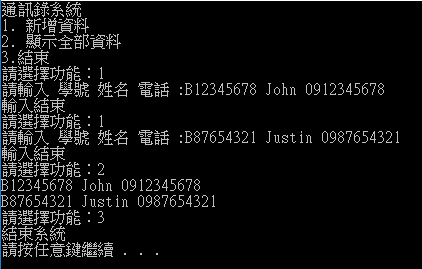 通訊錄系統
1. 新增資料
2. 顯示全部資料
3.結束
請選擇功能：1
請輸入 學號 姓名 電話 :B12345678 John 0912345678
輸入結束
請選擇功能：1
請輸入 學號 姓名 電話 :B87654321 Justin 0987654321
輸入結束
請選擇功能：2
B12345678 John 0912345678
B87654321 Justin 0987654321
請選擇功能：3
結束系統
請按任意鍵繼續 . . .